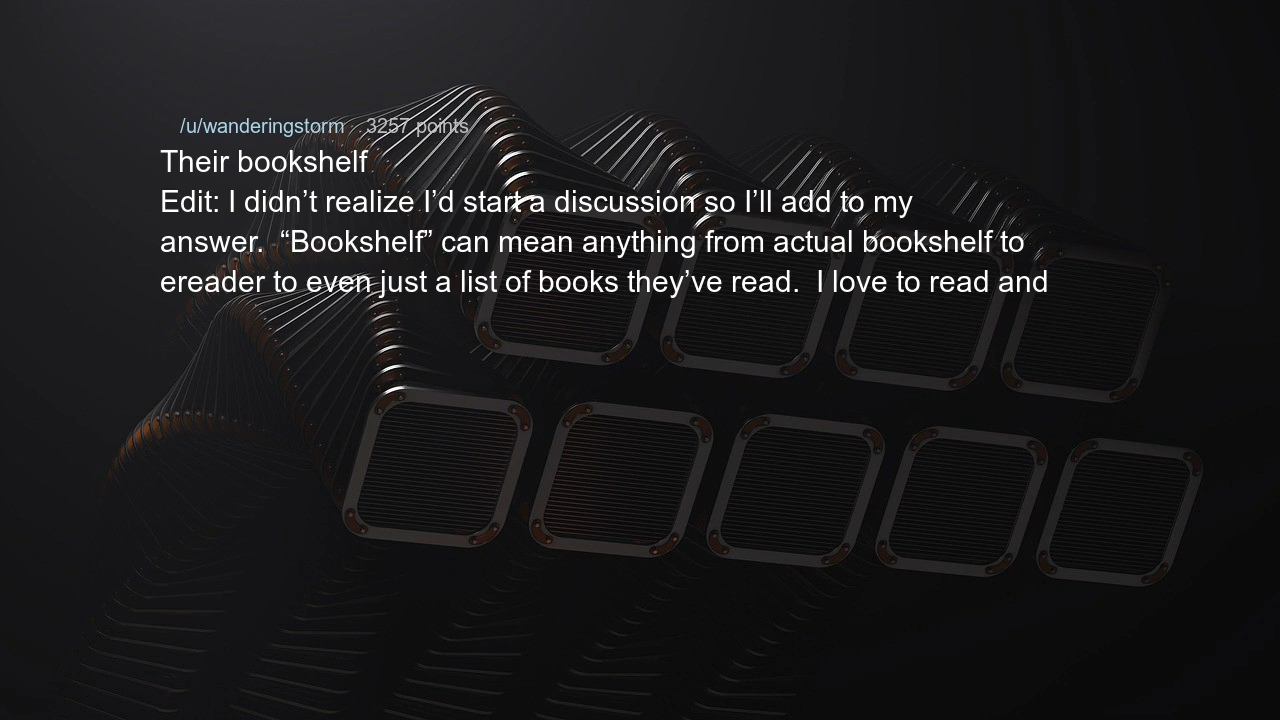 /u/wanderingstorm . . 3257 points
Their bookshelf
Edit: I didn’t realize I’d start a discussion so I’ll add to my
answer.  “Bookshelf” can mean anything from actual bookshelf to
ereader to even just a list of books they’ve read.  I love to read and